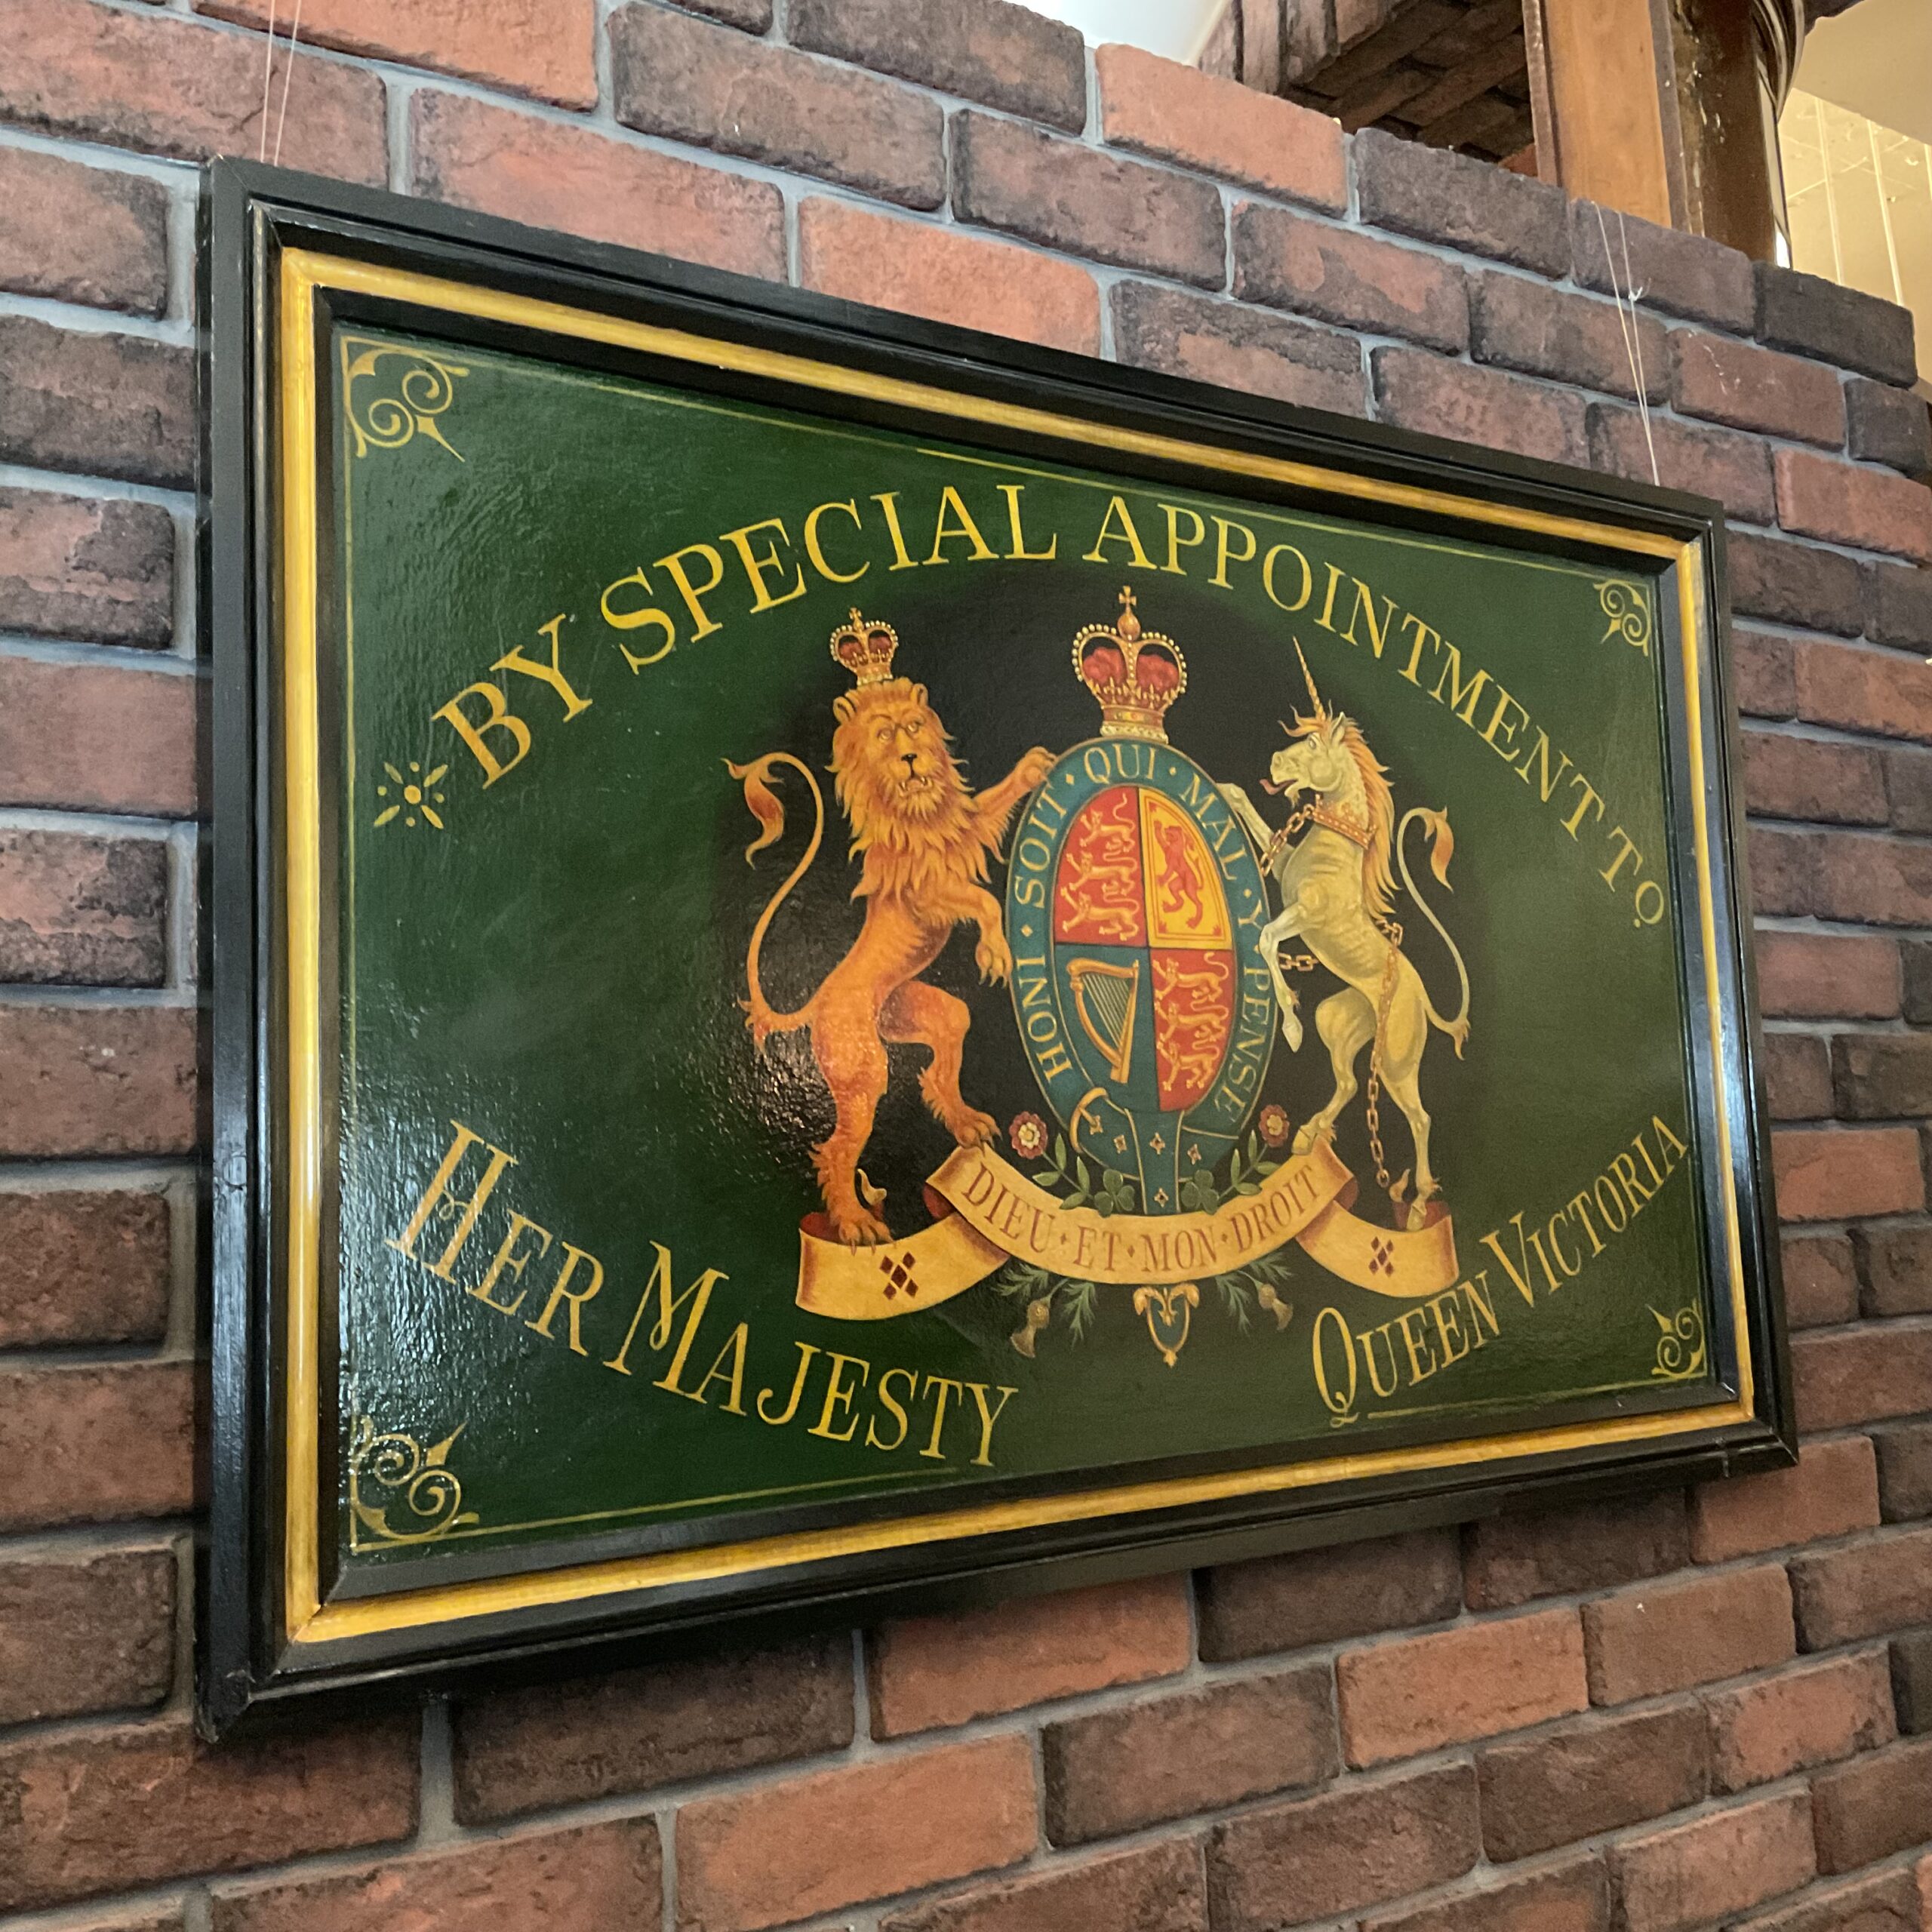 BY SPECIAL APPOINTMENT TO
HONI · SOIT · QUI · MAL · Y · PENSE
DIEU · ET · MON · DROIT
HER MAJESTY QUEEN VICTORIA